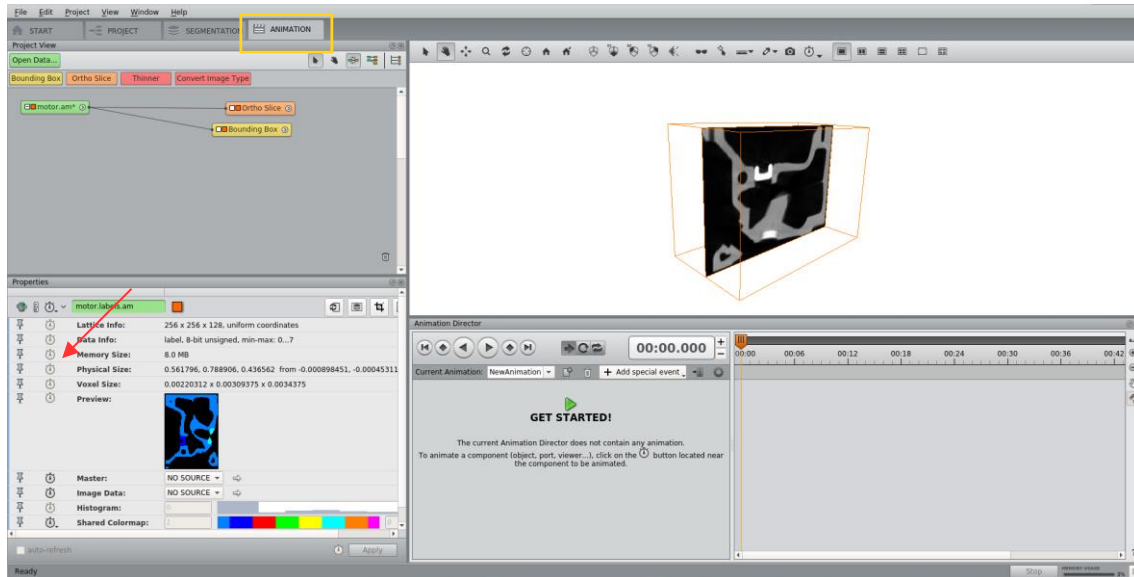 File Edit Project View Window Help
START PROJECT SEGMENTATION ANIMATION
Project View
Open Data...
Bounding Box Ortho Slice Thinner Convert Image Type
motor.am*
Ortho Slice
Bounding Box
Properties
motor.labels.am
Lattice Info: 256 x 256 x 128, uniform coordinates
Data Info: label, 8-bit unsigned, min-max: 0...7
Memory Size: 8.0 MB
Physical Size: 0.561796, 0.788906, 0.436562 from -0.000898451, -0.00045311
Voxel Size: 0.00220312 x 0.00309375 x 0.0034375
Preview:
Master: NO SOURCE
Image Data: NO SOURCE
Histogram: 0
Shared Colormap: 1 0
auto-refresh Apply
Ready
Animation Director
00:00.000
Current Animation: NewAnimation + Add special event
00:00 00:06 00:12 00:18 00:24 00:30 00:36 00:42
GET STARTED!
The current Animation Director does not contain any animation.
To animate a component (object, port, viewer...), click on the button located near
the component to be animated.
Stop MEMORY USAGE